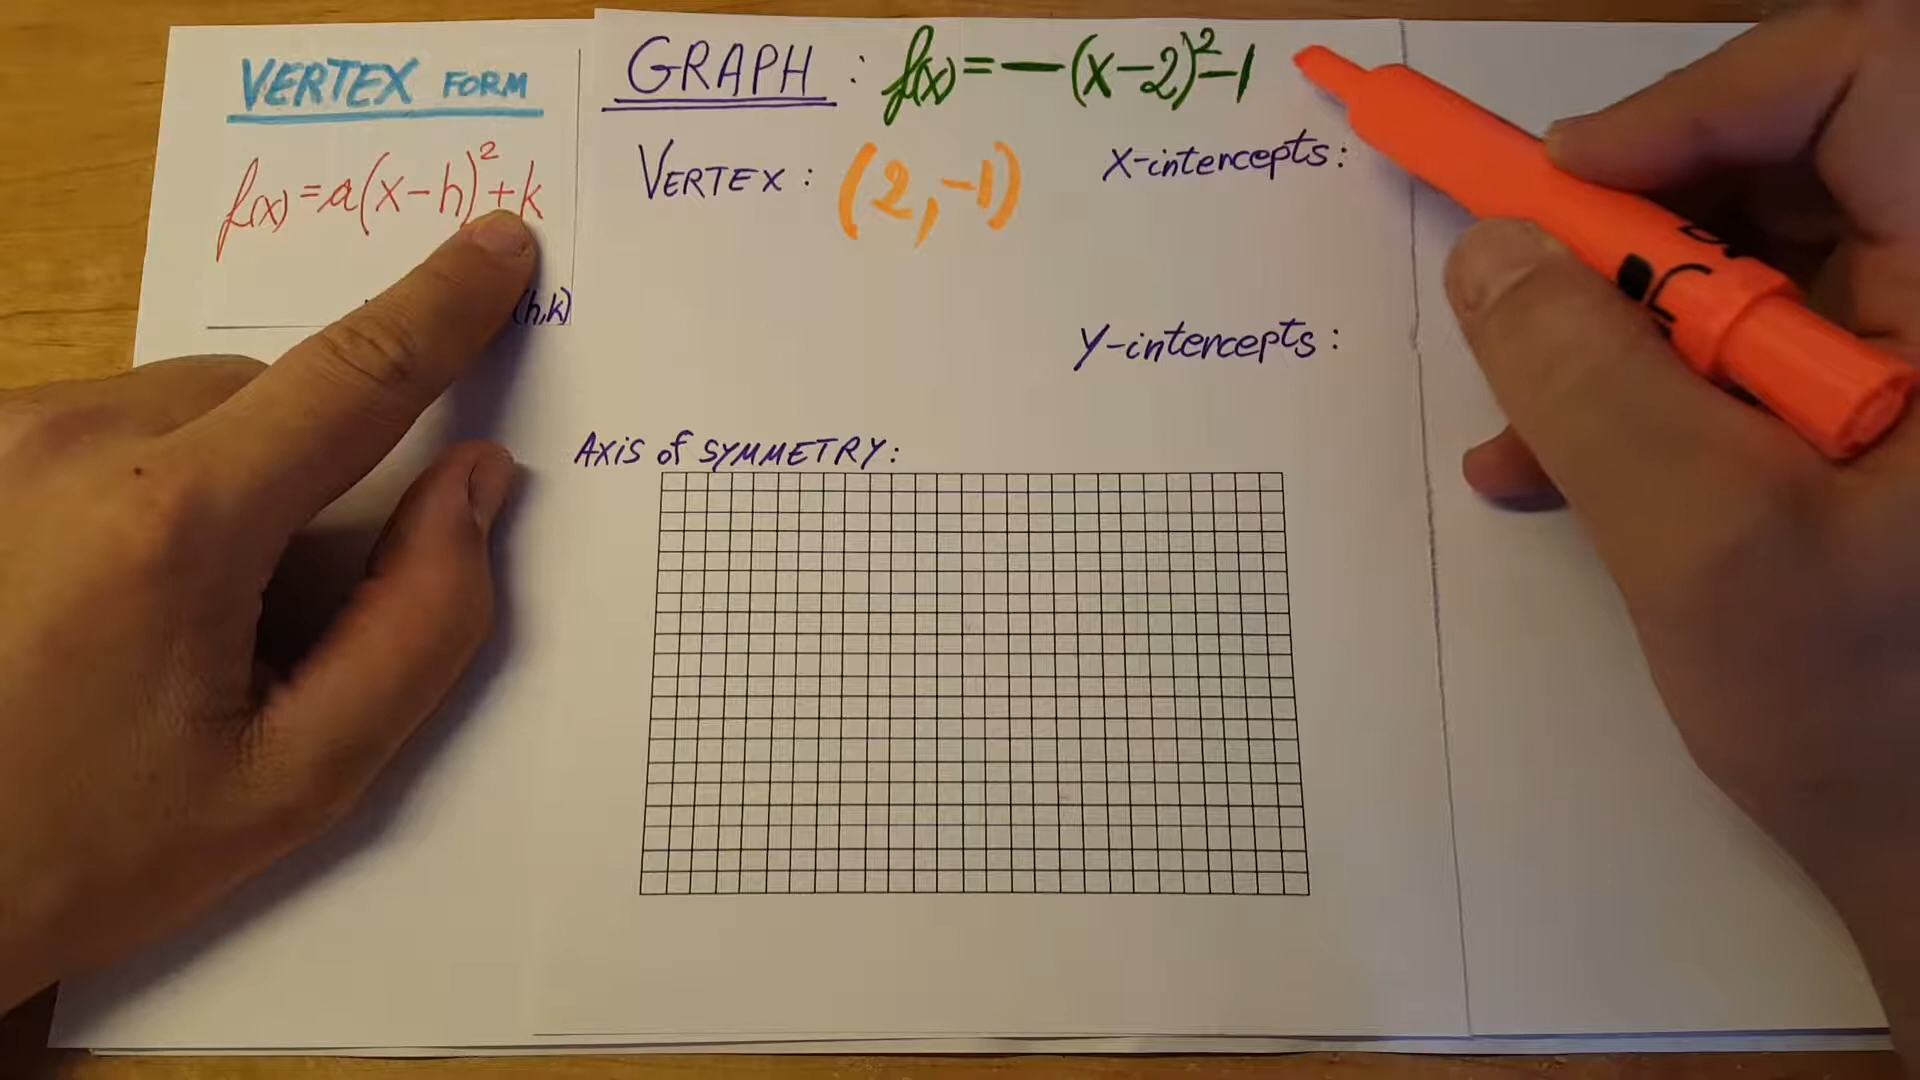 VERTEX FORM
f(x) = a(x-h)² + k
(h,k)
GRAPH : f(x) = -(x-2)² - 1
VERTEX : (2, -1)
X-intercepts :
Y-intercepts :
AXIS of SYMMETRY :